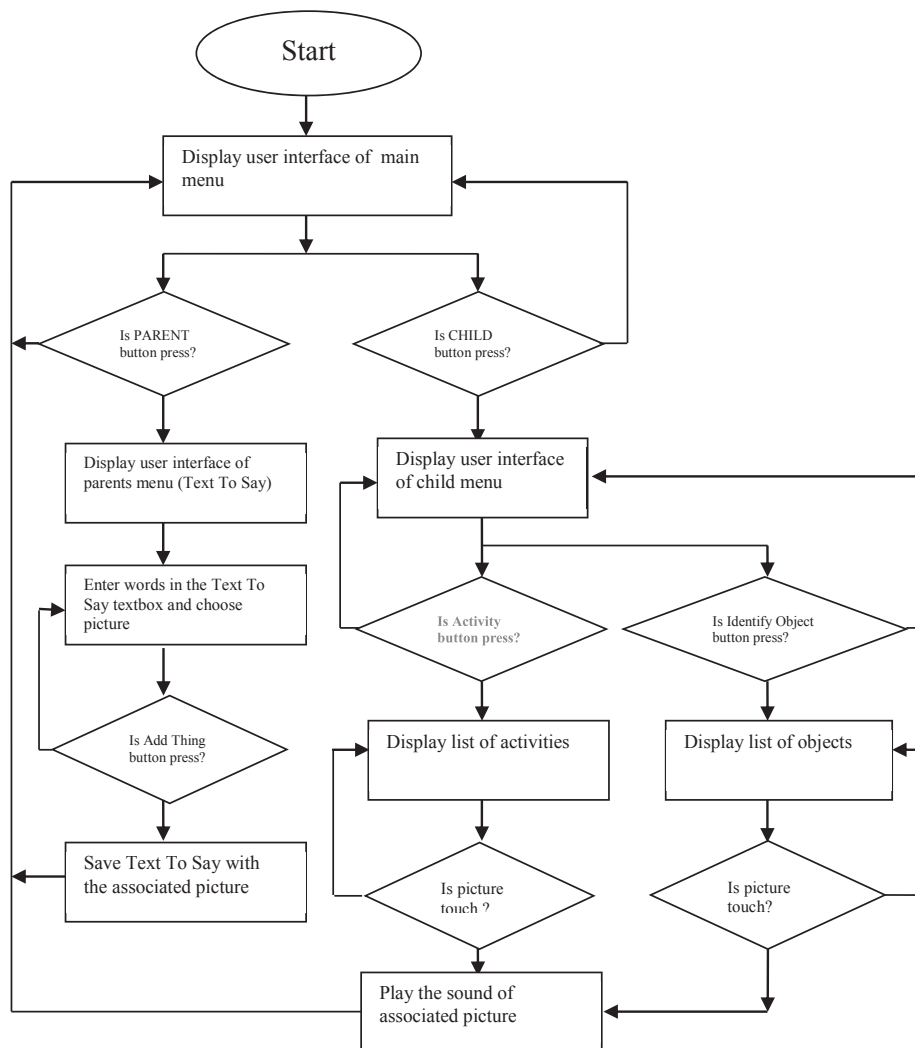 Start
Display user interface of main
menu
Is PARENT
button press?
Is CHILD
button press?
Display user interface of
parents menu (Text To Say)
Display user interface
of child menu
Enter words in the Text To
Say textbox and choose
picture
Is Activity
button press?
Is Identify Object
button press?
Is Add Thing
button press?
Display list of activities
Display list of objects
Save Text To Say with
the associated picture
Is picture
touch ?
Is picture
touch?
Play the sound of
associated picture